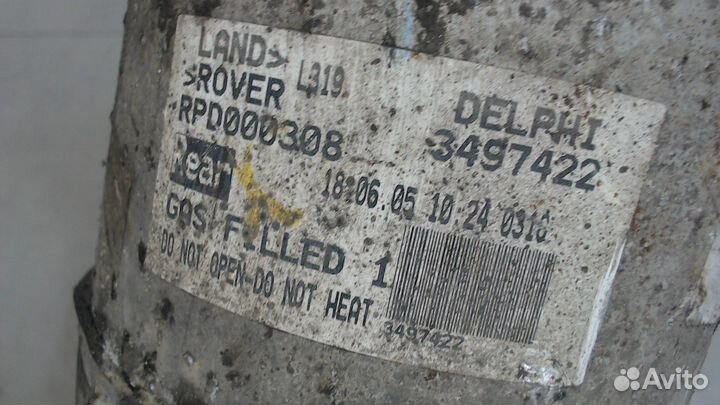 LAND> L319
>ROVER DELPHI
RPD000308 3497422
Rear 18.06.05 10:24
GAS FILLED 1
DO NOT OPEN-DO NOT HEAT
3497422
Avito